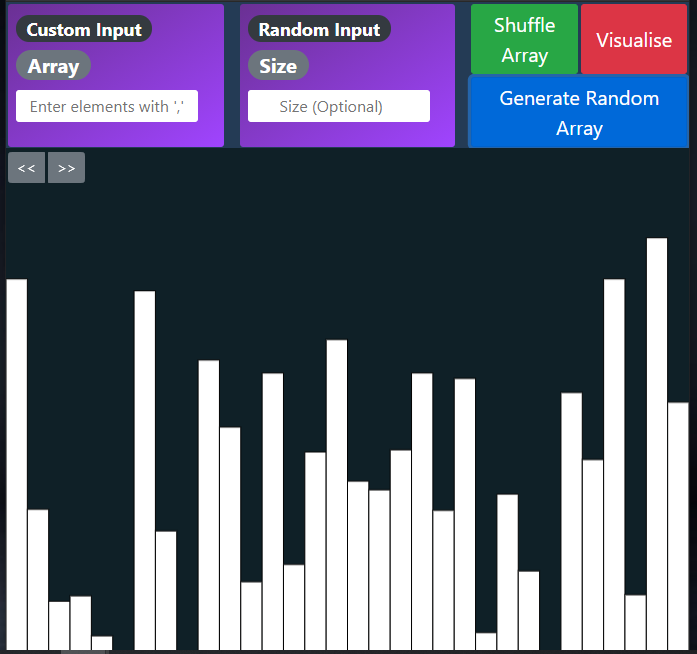 Custom Input
Array
Enter elements with ','
Random Input
Size
Size (Optional)
Shuffle
Array
Visualise
Generate Random
Array
<<
>>